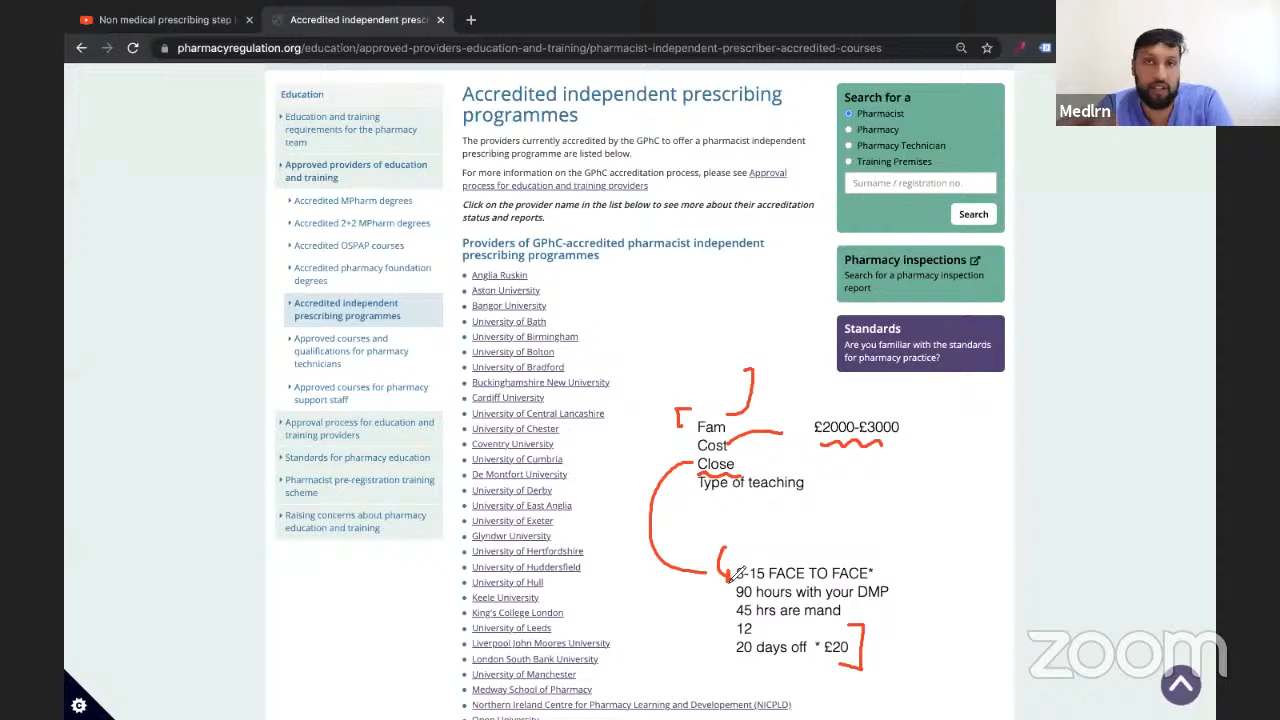 Non medical prescribing step
Accredited independent presci
pharmacyregulation.org/education/approved-providers-education-and-training/pharmacist-independent-prescriber-accredited-courses
Medlrn
Education
Education and training
requirements for the pharmacy
team
Approved providers of education
and training
Accredited MPharm degrees
Accredited 2+2 MPharm degrees
Accredited OSPAP courses
Accredited pharmacy foundation
degrees
Accredited independent
prescribing programmes
Approved courses and
qualifications for pharmacy
technicians
Approved courses for pharmacy
support staff
Approval process for education and
training providers
Standards for pharmacy education
Pharmacist pre-registration training
scheme
Raising concerns about pharmacy
education and training
Accredited independent prescribing
programmes
The providers currently accredited by the GPhC to offer a pharmacist independent
prescribing programme are listed below.
For more information on the GPhC accreditation process, please see Approval
process for education and training providers
Click on the provider name in the list below to see more about their accreditation
status and reports.
Providers of GPhC-accredited pharmacist independent
prescribing programmes
Anglia Ruskin
Aston University
Bangor University
University of Bath
University of Birmingham
University of Bolton
University of Bradford
Buckinghamshire New University
Cardiff University
University of Central Lancashire
University of Chester
Coventry University
University of Cumbria
De Montfort University
University of Derby
University of East Anglia
University of Exeter
Glyndwr University
University of Hertfordshire
University of Huddersfield
University of Hull
Keele University
King's College London
University of Leeds
Liverpool John Moores University
London South Bank University
University of Manchester
Medway School of Pharmacy
Northern Ireland Centre for Pharmacy Learning and Development (NICPLD)
Open University
Fam
Cost
Close
Type of teaching
£2000-£3000
-15 FACE TO FACE*
90 hours with your DMP
45 hrs are mand
12
20 days off * £20
Search for a
Pharmacist
Pharmacy
Pharmacy Technician
Training Premises
Surname / registration no.
Search
Pharmacy inspections
Search for a pharmacy inspection
report
Standards
Are you familiar with the standards
for pharmacy practice?
zoom